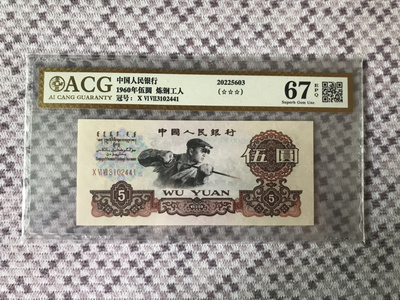 ACG
AI CANG GUARANTY
中国人民银行
1960年伍圆 炼钢工人
冠号: X VI VII3102441
20225603
(☆☆☆)
67 EPQ
Superb Gem Unc
中國人民銀行
伍圓
X VI VII 3102441
WU YUAN
5
5